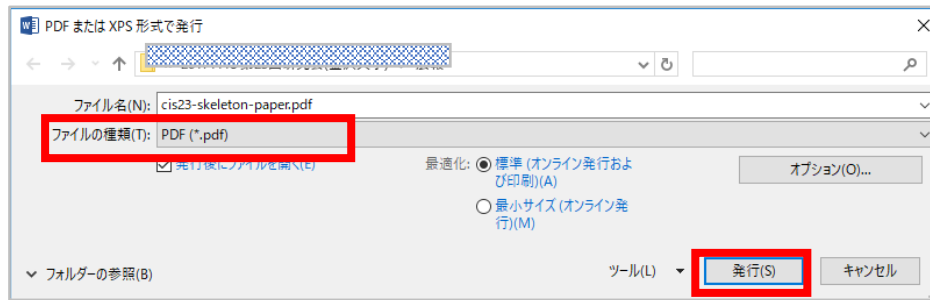 PDF または XPS 形式で発行
ファイル名(N): cis23-skeleton-paper.pdf
ファイルの種類(T): PDF (*.pdf)
発行後にファイルを開く(E)
最適化: 標準 (オンライン発行およ
び印刷)(A)
最小サイズ (オンライン発
行)(M)
オプション(O)...
フォルダーの参照(B)
ツール(L)
発行(S)
キャンセル